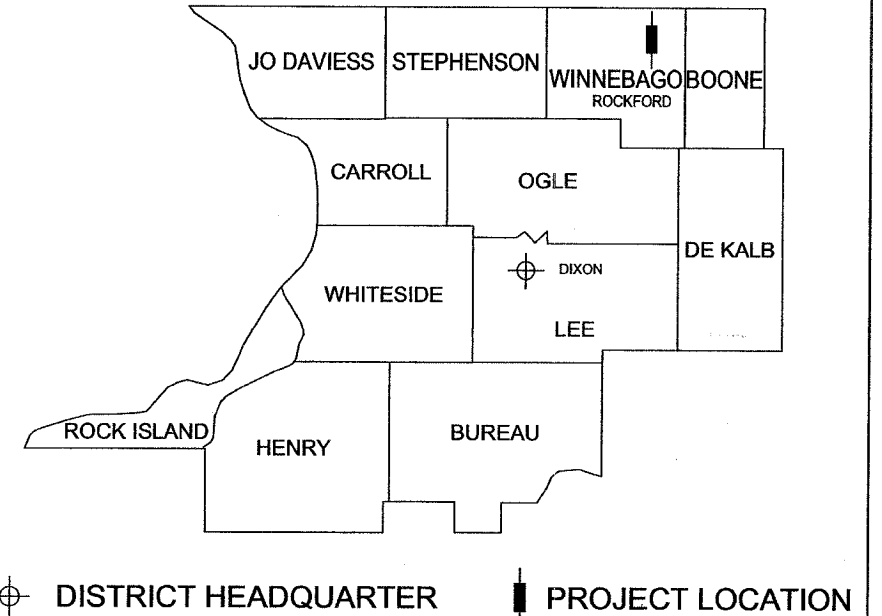 JO DAVIESS STEPHENSON
WINNEBAGO BOONE
ROCKFORD
CARROLL
OGLE
DE KALB
DIXON
WHITESIDE
LEE
ROCK ISLAND
BUREAU
HENRY
DISTRICT HEADQUARTER PROJECT LOCATION